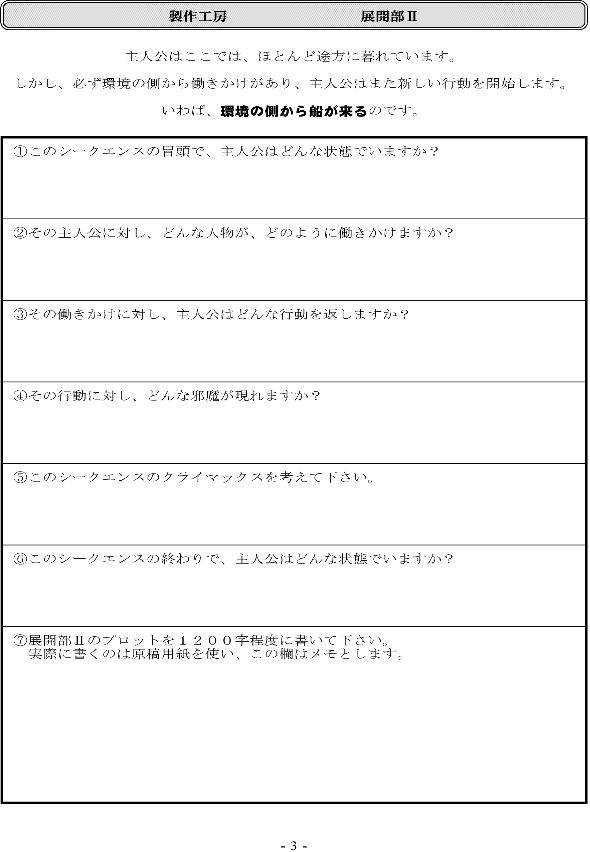 製作工房 展開部Ⅱ
主人公はここでは、ほとんど途方に暮れています。
しかし、必ず環境の側から働きかけがあり、主人公はまた新しい行動を開始します。
いわば、環境の側から船が来るのです。
①このシークエンスの冒頭で、主人公はどんな状態でいますか？
②その主人公に対し、どんな人物が、どのように働きかけますか？
③その働きかけに対し、主人公はどんな行動を返しますか？
④その行動に対し、どんな邪魔が現れますか？
⑤このシークエンスのクライマックスを考えて下さい。
⑥このシークエンスの終わりで、主人公はどんな状態でいますか？
⑦展開部Ⅱのプロットを１２００字程度に書いて下さい。
実際に書くのは原稿用紙を使い、この欄はメモとします。
- 3 -